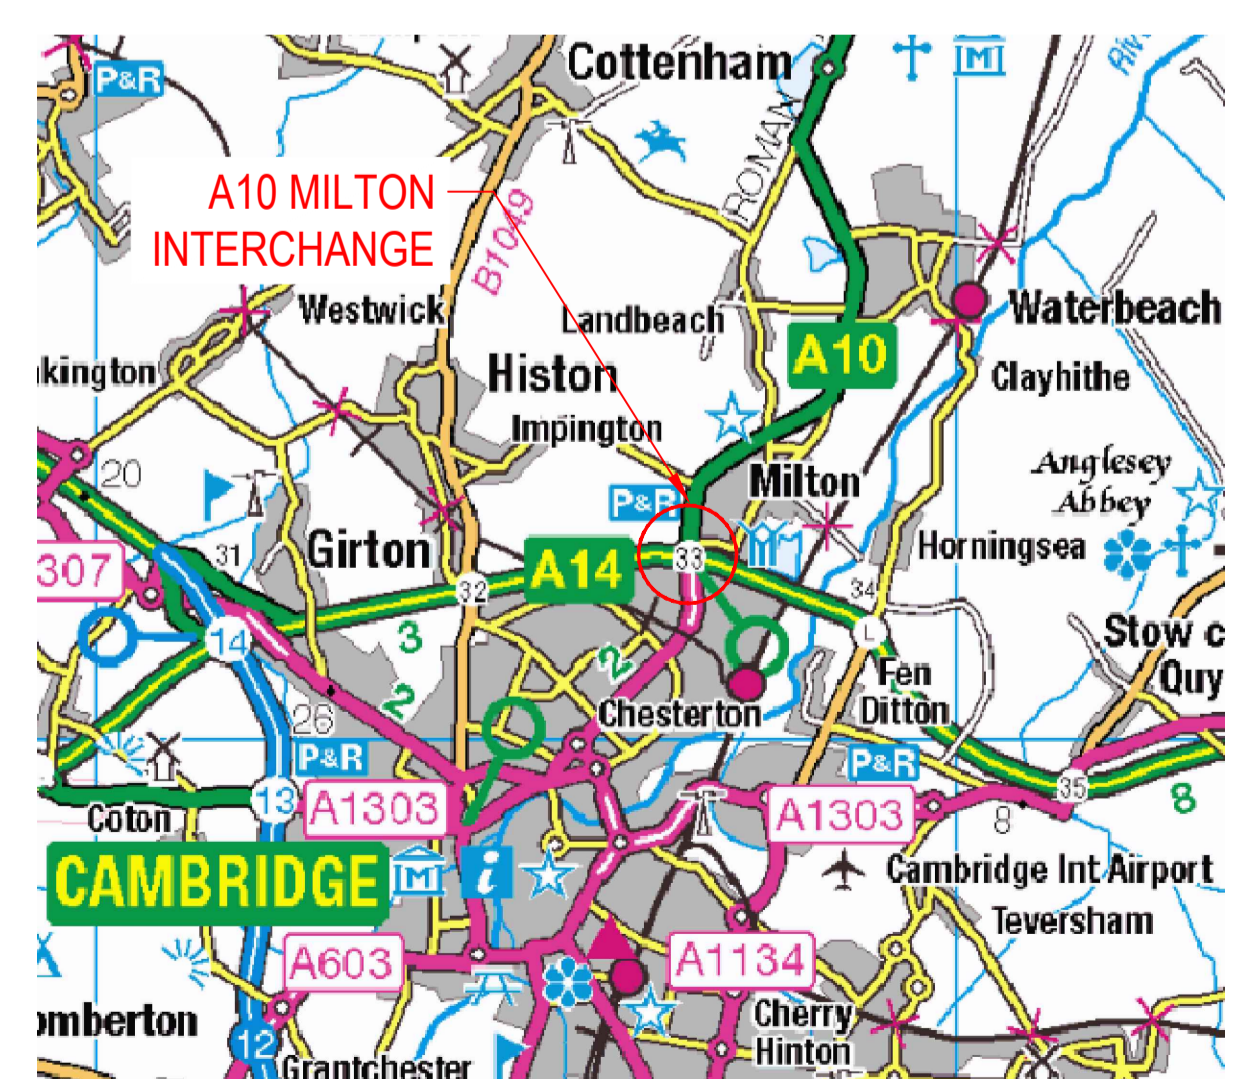 Cottenham
P&R
ROMAN
A10 MILTON
INTERCHANGE
B1049
Westwick
Landbeach
Waterbeach
A10
kington
Histon
Clayhithe
Impington
20
Milton
Anglesey
Abbey
P&R
31
Girton
A14
33
Horningsea
307
32
34
14
3
L
Stow c
Quy
2
2
Fen
Ditton
26
Chesterton
P&R
P&R
13
A1303
A1303
35
8
8
Coton
CAMBRIDGE
i
Cambridge Int Airport
Teversham
A603
A1134
omberton
Cherry
Hinton
12
Grantchester